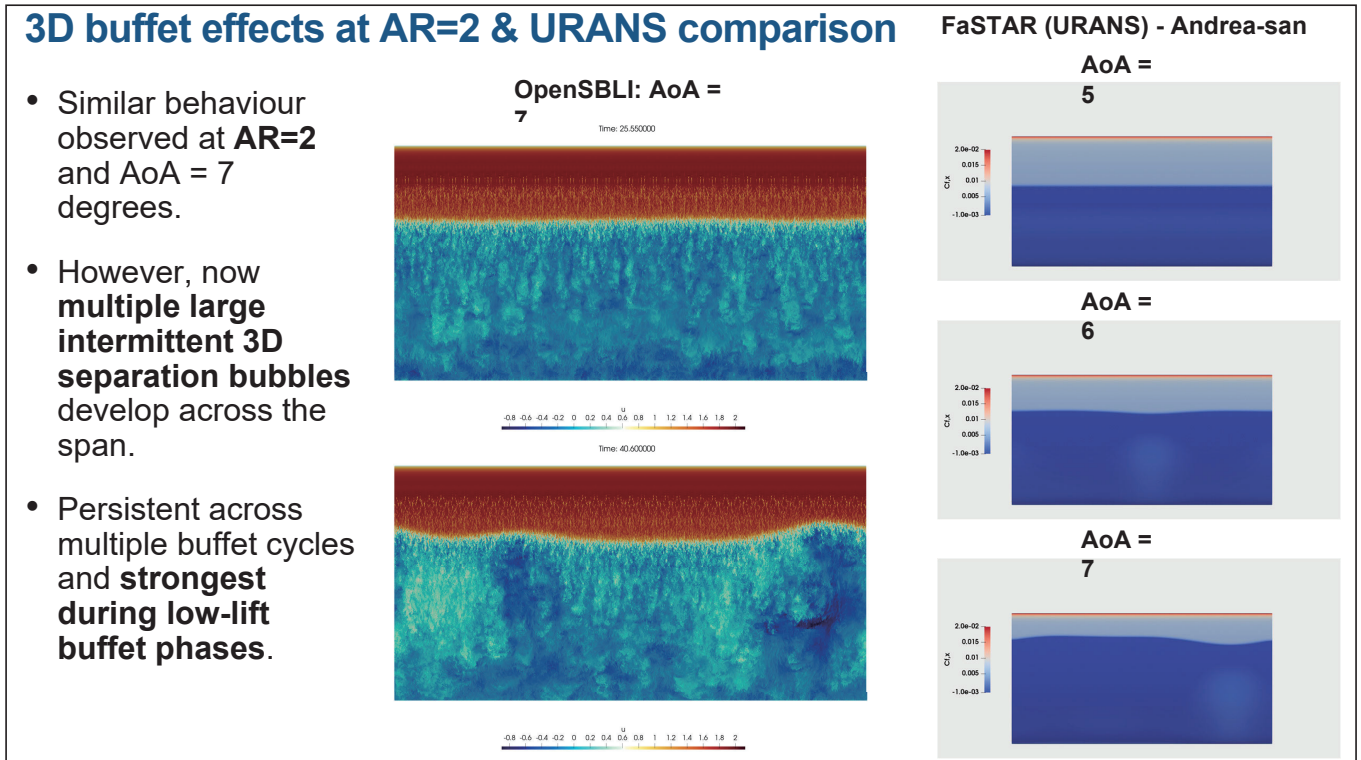 3D buffet effects at AR=2 & URANS comparison
FaSTAR (URANS) - Andrea-san
• Similar behaviour
observed at AR=2
and AoA = 7
degrees.
• However, now
multiple large
intermittent 3D
separation bubbles
develop across the
span.
• Persistent across
multiple buffet cycles
and strongest
during low-lift
buffet phases.
OpenSBLI: AoA =
7
Time: 25.550000
u
-0.8 -0.6 -0.4 -0.2 0 0.2 0.4 0.6 0.8 1 1.2 1.4 1.6 1.8 2
Time: 40.600000
u
-0.8 -0.6 -0.4 -0.2 0 0.2 0.4 0.6 0.8 1 1.2 1.4 1.6 1.8 2
AoA =
5
2.0e-02
0.015
0.01
0.005
-1.0e-03
Cf,x
AoA =
6
2.0e-02
0.015
0.01
0.005
-1.0e-03
Cf,x
AoA =
7
2.0e-02
0.015
0.01
0.005
-1.0e-03
Cf,x